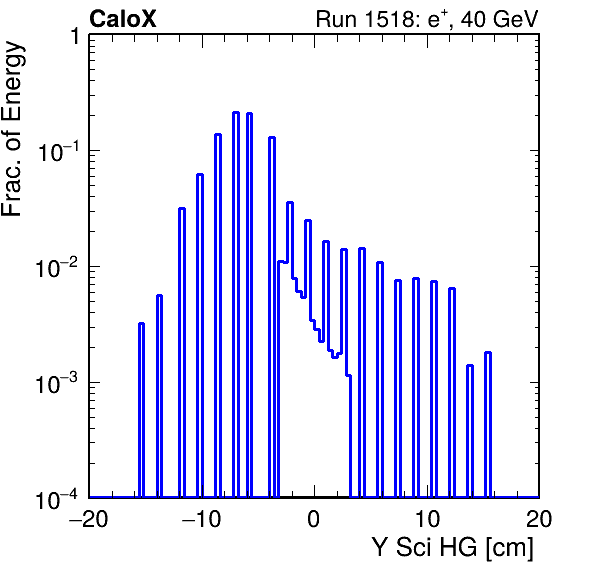 CaloX Run 1518: e⁺, 40 GeV
Frac. of Energy
1
10⁻¹
10⁻²
10⁻³
10⁻⁴
−20 −10 0 10 20
Y Sci HG [cm]